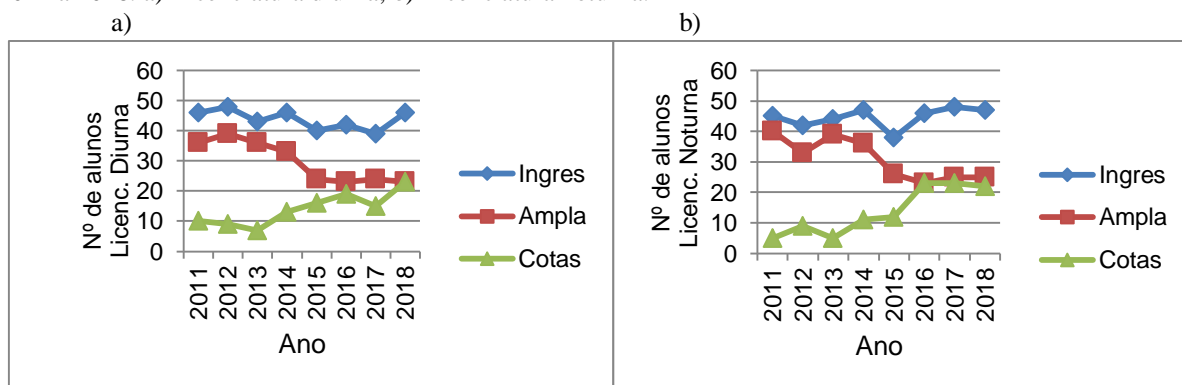 a) b)
60
50
40
30
20
10
0
Nº de alunos
Licenc. Diurna
2011 2012 2013 2014 2015 2016 2017 2018
Ano
Ingres
Ampla
Cotas
60
50
40
30
20
10
0
Nº de alunos
Licenc. Noturna
2011 2012 2013 2014 2015 2016 2017 2018
Ano
Ingres
Ampla
Cotas